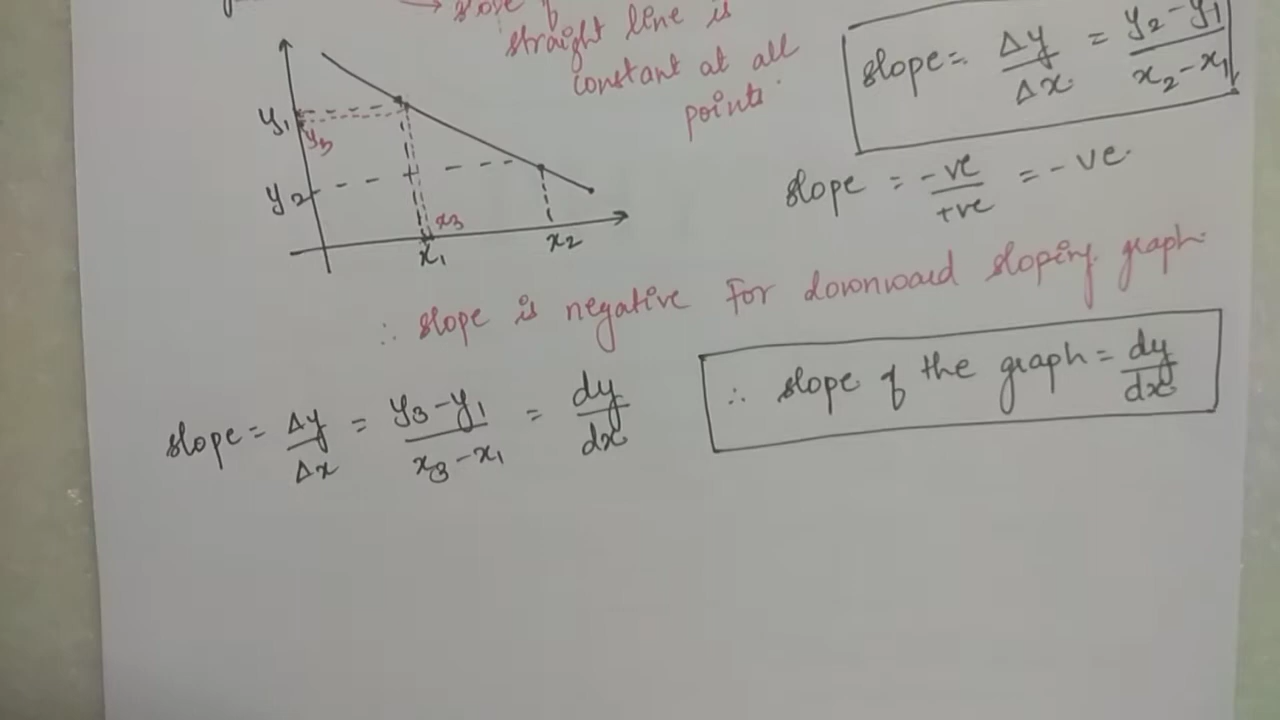 slope of
straight line is
constant at all
points
slope = Δy/Δx = y₂-y₁/x₂-x₁
y₁
y₃
y₂
x₃
x₁
x₂
slope = -ve/+ve = -ve.
∴ slope is negative for downward sloping graph.
slope = Δy/Δx = y₃-y₁/x₃-x₁ = dy/dx
∴ slope of the graph = dy/dx